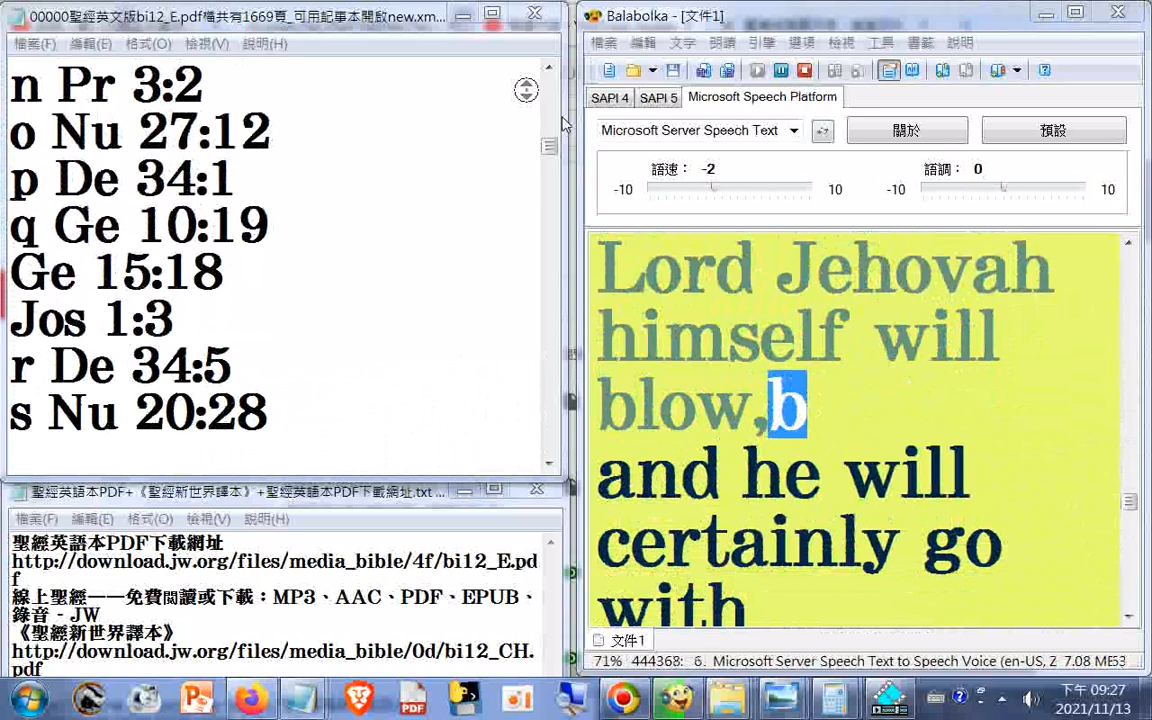 00000聖經英文版bi12_E.pdf檔共有1669頁_可用記事本開啟new.xm...
檔案(F) 編輯(E) 格式(O) 檢視(V) 說明(H)
n Pr 3:2
o Nu 27:12
p De 34:1
q Ge 10:19
Ge 15:18
Jos 1:3
r De 34:5
s Nu 20:28
聖經英語本PDF+《聖經新世界譯本》+聖經英語本PDF下載網址.txt ...
檔案(F) 編輯(E) 格式(O) 檢視(V) 說明(H)
聖經英語本PDF下載網址
http://download.jw.org/files/media_bible/4f/bi12_E.pd
f
線上聖經——免費閱讀或下載：MP3、AAC、PDF、EPUB、
錄音 - JW
《聖經新世界譯本》
http://download.jw.org/files/media_bible/0d/bi12_CH.
pdf
Balabolka - [文件1]
檔案 編輯 文字 朗讀 引擎 選項 檢視 工具 書籤 說明
SAPI 4 SAPI 5 Microsoft Speech Platform
Microsoft Server Speech Text 關於 預設
語速： -2 語調： 0
-10 10 -10 10
Lord Jehovah
himself will
blow,b
and he will
certainly go
with
文件1
71% 444368: 6. Microsoft Server Speech Text to Speech Voice (en-US, Z 7.08 ME53
PDF
下午 09:27
2021/11/13